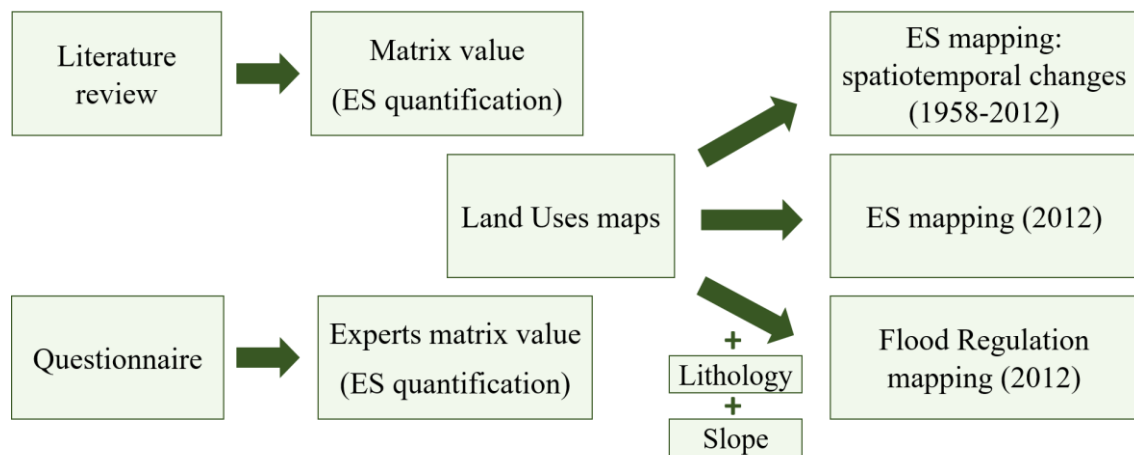 Literature
review
Matrix value
(ES quantification)
ES mapping:
spatiotemporal changes
(1958-2012)
Land Uses maps
ES mapping (2012)
Questionnaire
Experts matrix value
(ES quantification)
+
Lithology
+
Slope
Flood Regulation
mapping (2012)